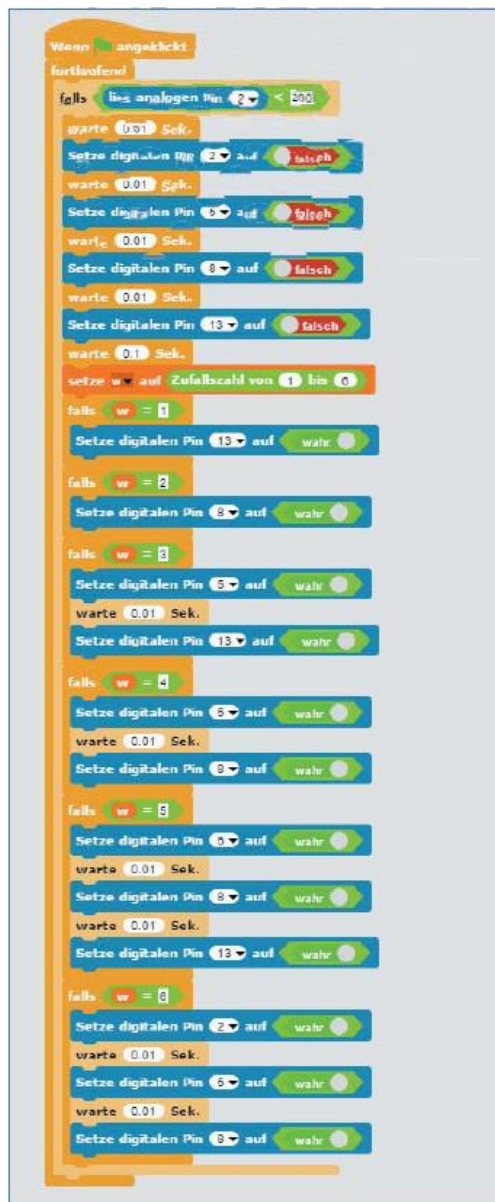 Wenn angeklickt
fortlaufend
falls lies analogen Pin 2 < 200
warte 0.01 Sek.
Setze digitalen Pin 2 auf falsch
warte 0.01 Sek.
Setze digitalen Pin 5 auf falsch
warte 0.01 Sek.
Setze digitalen Pin 8 auf falsch
warte 0.01 Sek.
Setze digitalen Pin 13 auf falsch
warte 0.1 Sek.
setze w auf Zufallszahl von 1 bis 6
falls w = 1
Setze digitalen Pin 13 auf wahr
falls w = 2
Setze digitalen Pin 8 auf wahr
falls w = 3
Setze digitalen Pin 5 auf wahr
warte 0.01 Sek.
Setze digitalen Pin 13 auf wahr
falls w = 4
Setze digitalen Pin 5 auf wahr
warte 0.01 Sek.
Setze digitalen Pin 8 auf wahr
falls w = 5
Setze digitalen Pin 5 auf wahr
warte 0.01 Sek.
Setze digitalen Pin 8 auf wahr
warte 0.01 Sek.
Setze digitalen Pin 13 auf wahr
falls w = 6
Setze digitalen Pin 2 auf wahr
warte 0.01 Sek.
Setze digitalen Pin 5 auf wahr
warte 0.01 Sek.
Setze digitalen Pin 8 auf wahr